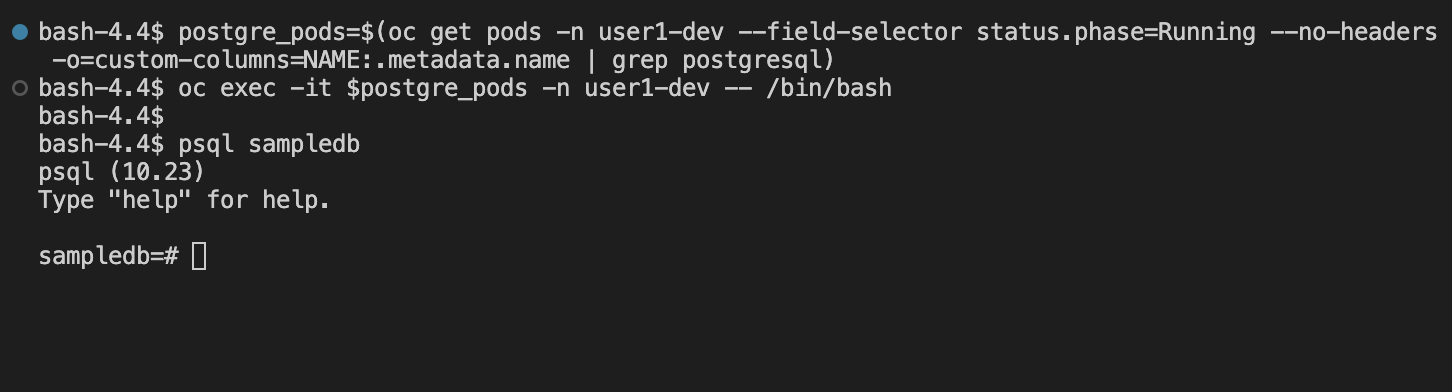 bash-4.4$ postgre_pods=$(oc get pods -n user1-dev --field-selector status.phase=Running --no-headers
-o=custom-columns=NAME:.metadata.name | grep postgresql)
bash-4.4$ oc exec -it $postgre_pods -n user1-dev -- /bin/bash
bash-4.4$
bash-4.4$ psql sampledb
psql (10.23)
Type "help" for help.
sampledb=#